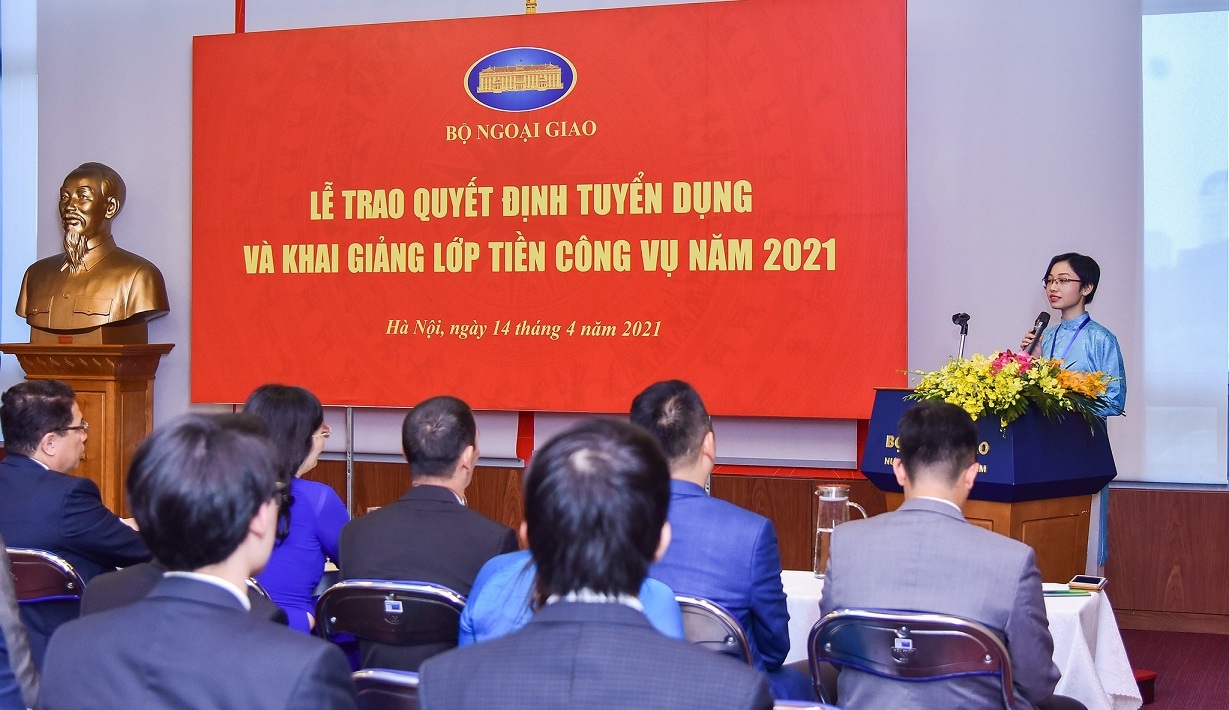 BỘ NGOẠI GIAO
LỄ TRAO QUYẾT ĐỊNH TUYỂN DỤNG
VÀ KHAI GIẢNG LỚP TIỀN CÔNG VỤ NĂM 2021
Hà Nội, ngày 14 tháng 4 năm 2021